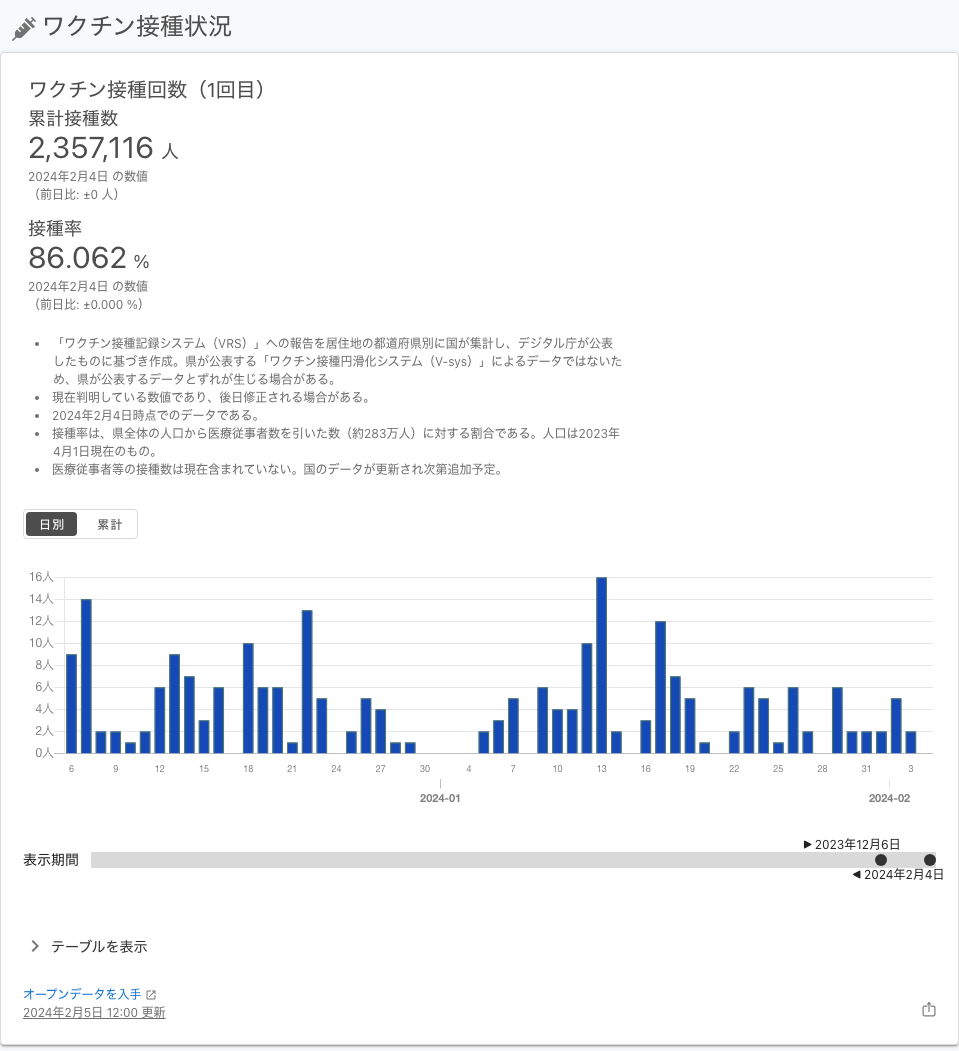 ワクチン接種状況
ワクチン接種回数（1回目）
累計接種数
2,357,116 人
2024年2月4日 の数値
（前日比: ±0 人）
接種率
86.062 %
2024年2月4日 の数値
（前日比: ±0.000 %）
• 「ワクチン接種記録システム（VRS）」への報告を居住地の都道府県別に国が集計し、デジタル庁が公表
したものに基づき作成。県が公表する「ワクチン接種円滑化システム（V-sys）」によるデータではないた
め、県が公表するデータとずれが生じる場合がある。
• 現在判明している数値であり、後日修正される場合がある。
• 2024年2月4日時点でのデータである。
• 接種率は、県全体の人口から医療従事者数を引いた数（約283万人）に対する割合である。人口は2023年
4月1日現在のもの。
• 医療従事者等の接種数は現在含まれていない。国のデータが更新され次第追加予定。
日別 累計
16人
14人
12人
10人
8人
6人
4人
2人
0人
6 9 12 15 18 21 24 27 30 4 7 10 13 16 19 22 25 28 31 3
2024-01 2024-02
▶ 2023年12月6日
表示期間
◀ 2024年2月4日
テーブルを表示
オープンデータを入手
2024年2月5日 12:00 更新